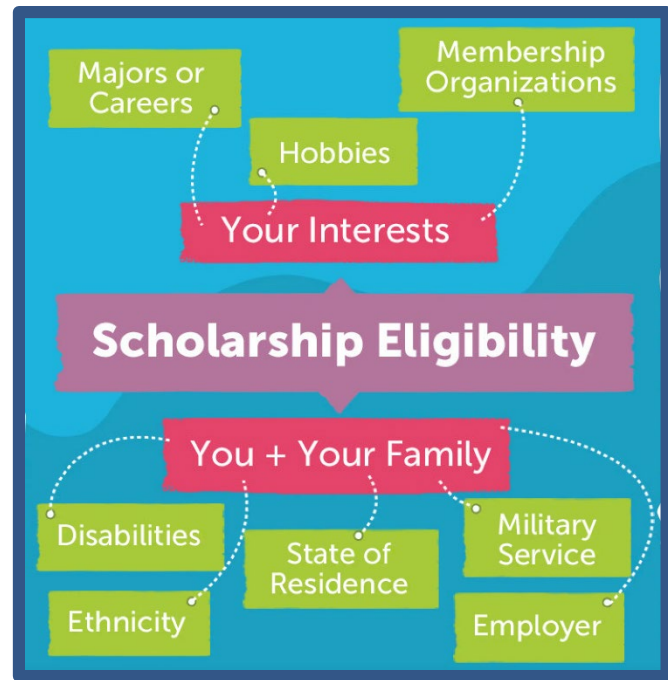 Majors or
Careers
Membership
Organizations
Hobbies
Your Interests
Scholarship Eligibility
You + Your Family
Disabilities
State of
Residence
Military
Service
Ethnicity
Employer